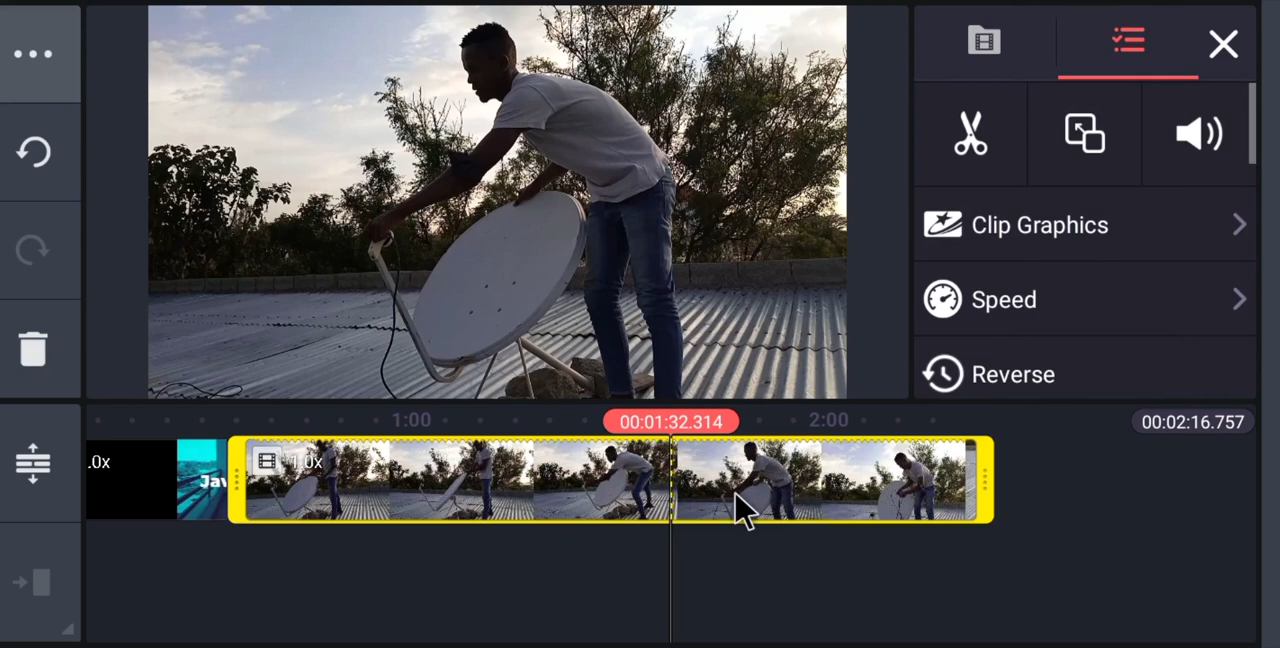 Clip Graphics
Speed
Reverse
1:00
00:01:32.314
2:00
00:02:16.757
.0x
Jav
1.0x